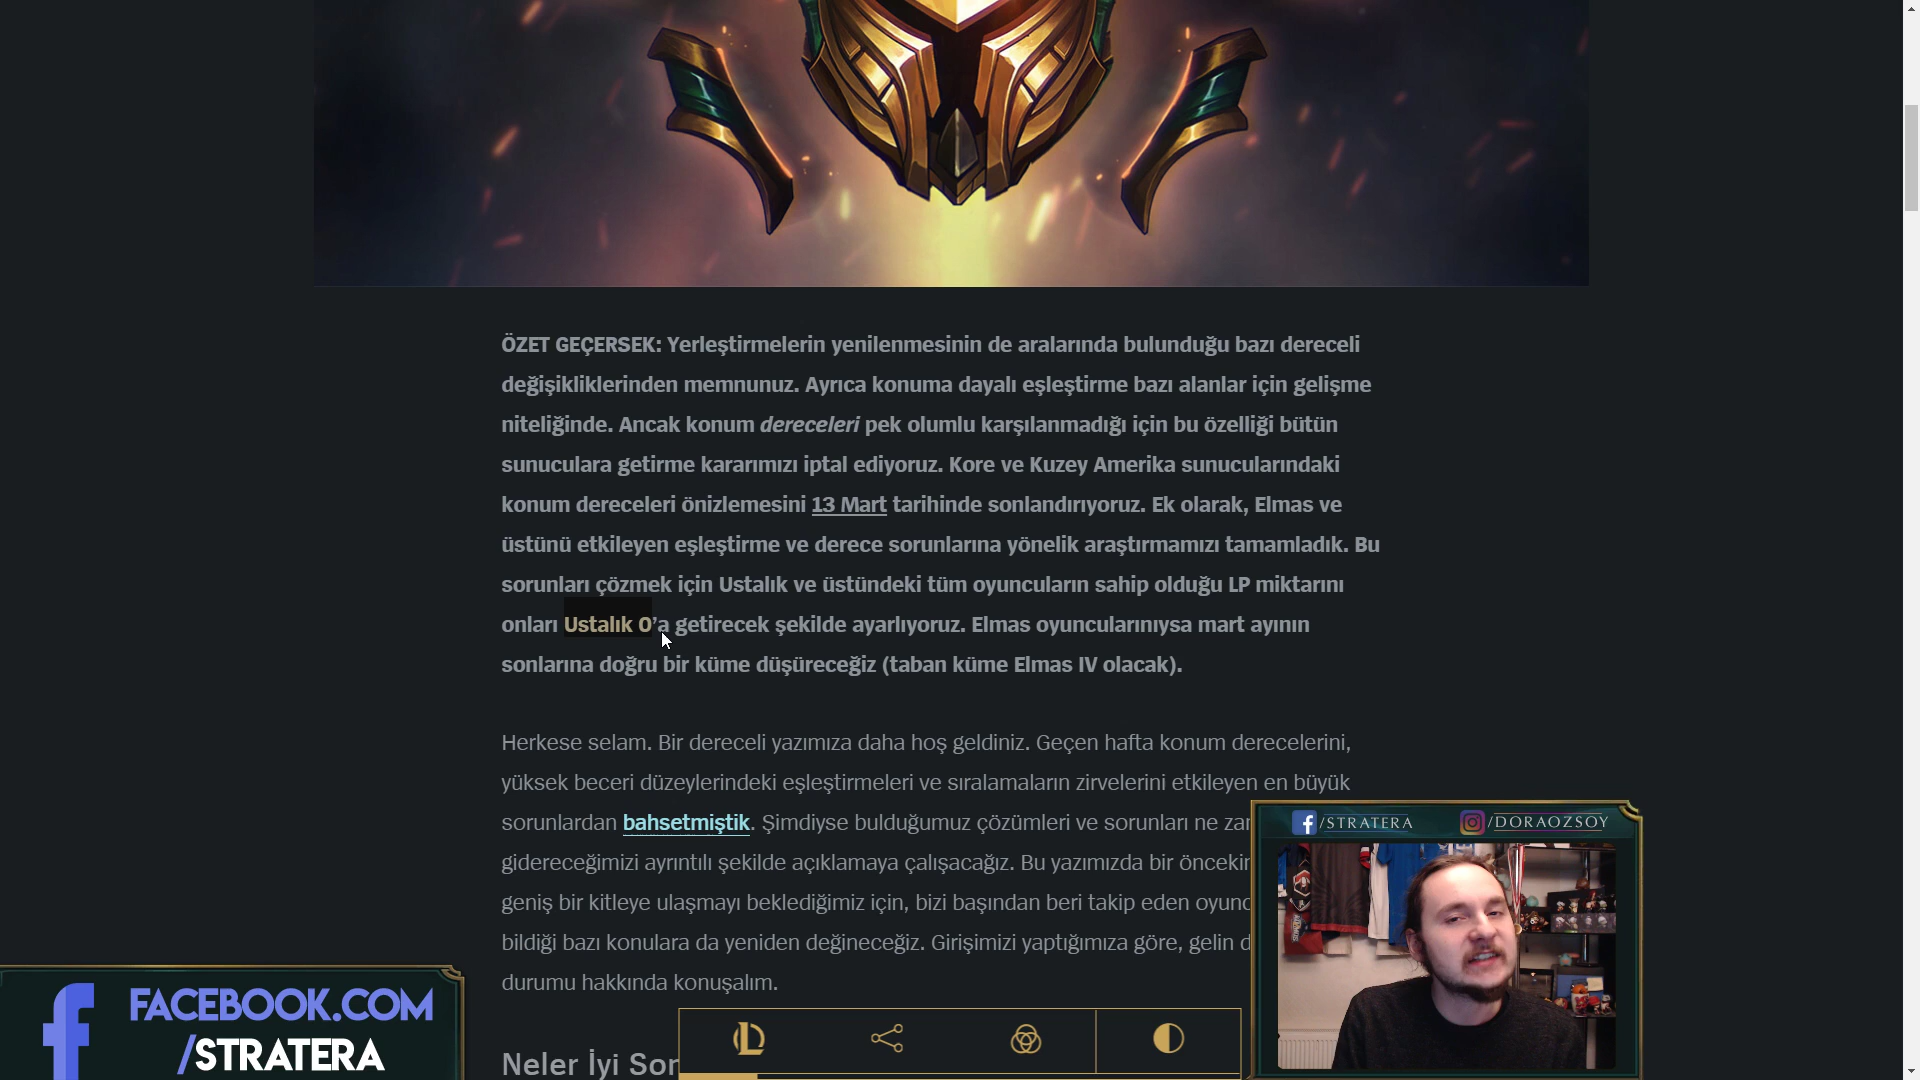 ÖZET GEÇERSEK: Yerleştirmelerin yenilenmesinin de aralarında bulunduğu bazı dereceli
değişikliklerinden memnunuz. Ayrıca konuma dayalı eşleştirme bazı alanlar için gelişme
niteliğinde. Ancak konum dereceleri pek olumlu karşılanmadığı için bu özelliği bütün
sunuculara getirme kararımızı iptal ediyoruz. Kore ve Kuzey Amerika sunucularındaki
konum dereceleri önizlemesini 13 Mart tarihinde sonlandırıyoruz. Ek olarak, Elmas ve
üstünü etkileyen eşleştirme ve derece sorunlarına yönelik araştırmamızı tamamladık. Bu
sorunları çözmek için Ustalık ve üstündeki tüm oyuncuların sahip olduğu LP miktarını
onları Ustalık 0’a getirecek şekilde ayarlıyoruz. Elmas oyuncularınıysa mart ayının
sonlarına doğru bir küme düşüreceğiz (taban küme Elmas IV olacak).
Herkese selam. Bir dereceli yazımıza daha hoş geldiniz. Geçen hafta konum derecelerini,
yüksek beceri düzeylerindeki eşleştirmeleri ve sıralamaların zirvelerini etkileyen en büyük
sorunlardan bahsetmiştik. Şimdiyse bulduğumuz çözümleri ve sorunları ne
gidereceğimizi ayrıntılı şekilde açıklamaya çalışacağız. Bu yazımızda bir
geniş bir kitleye ulaşmayı beklediğimiz için, bizi başından beri takip eden
bildiği bazı konulara da yeniden değineceğiz. Girişimizi yaptığımıza göre, gelin
durumu hakkında konuşalım.
Neler İyi
/STRATERA
/DORAOZSOY
FACEBOOK.COM
/STRATERA